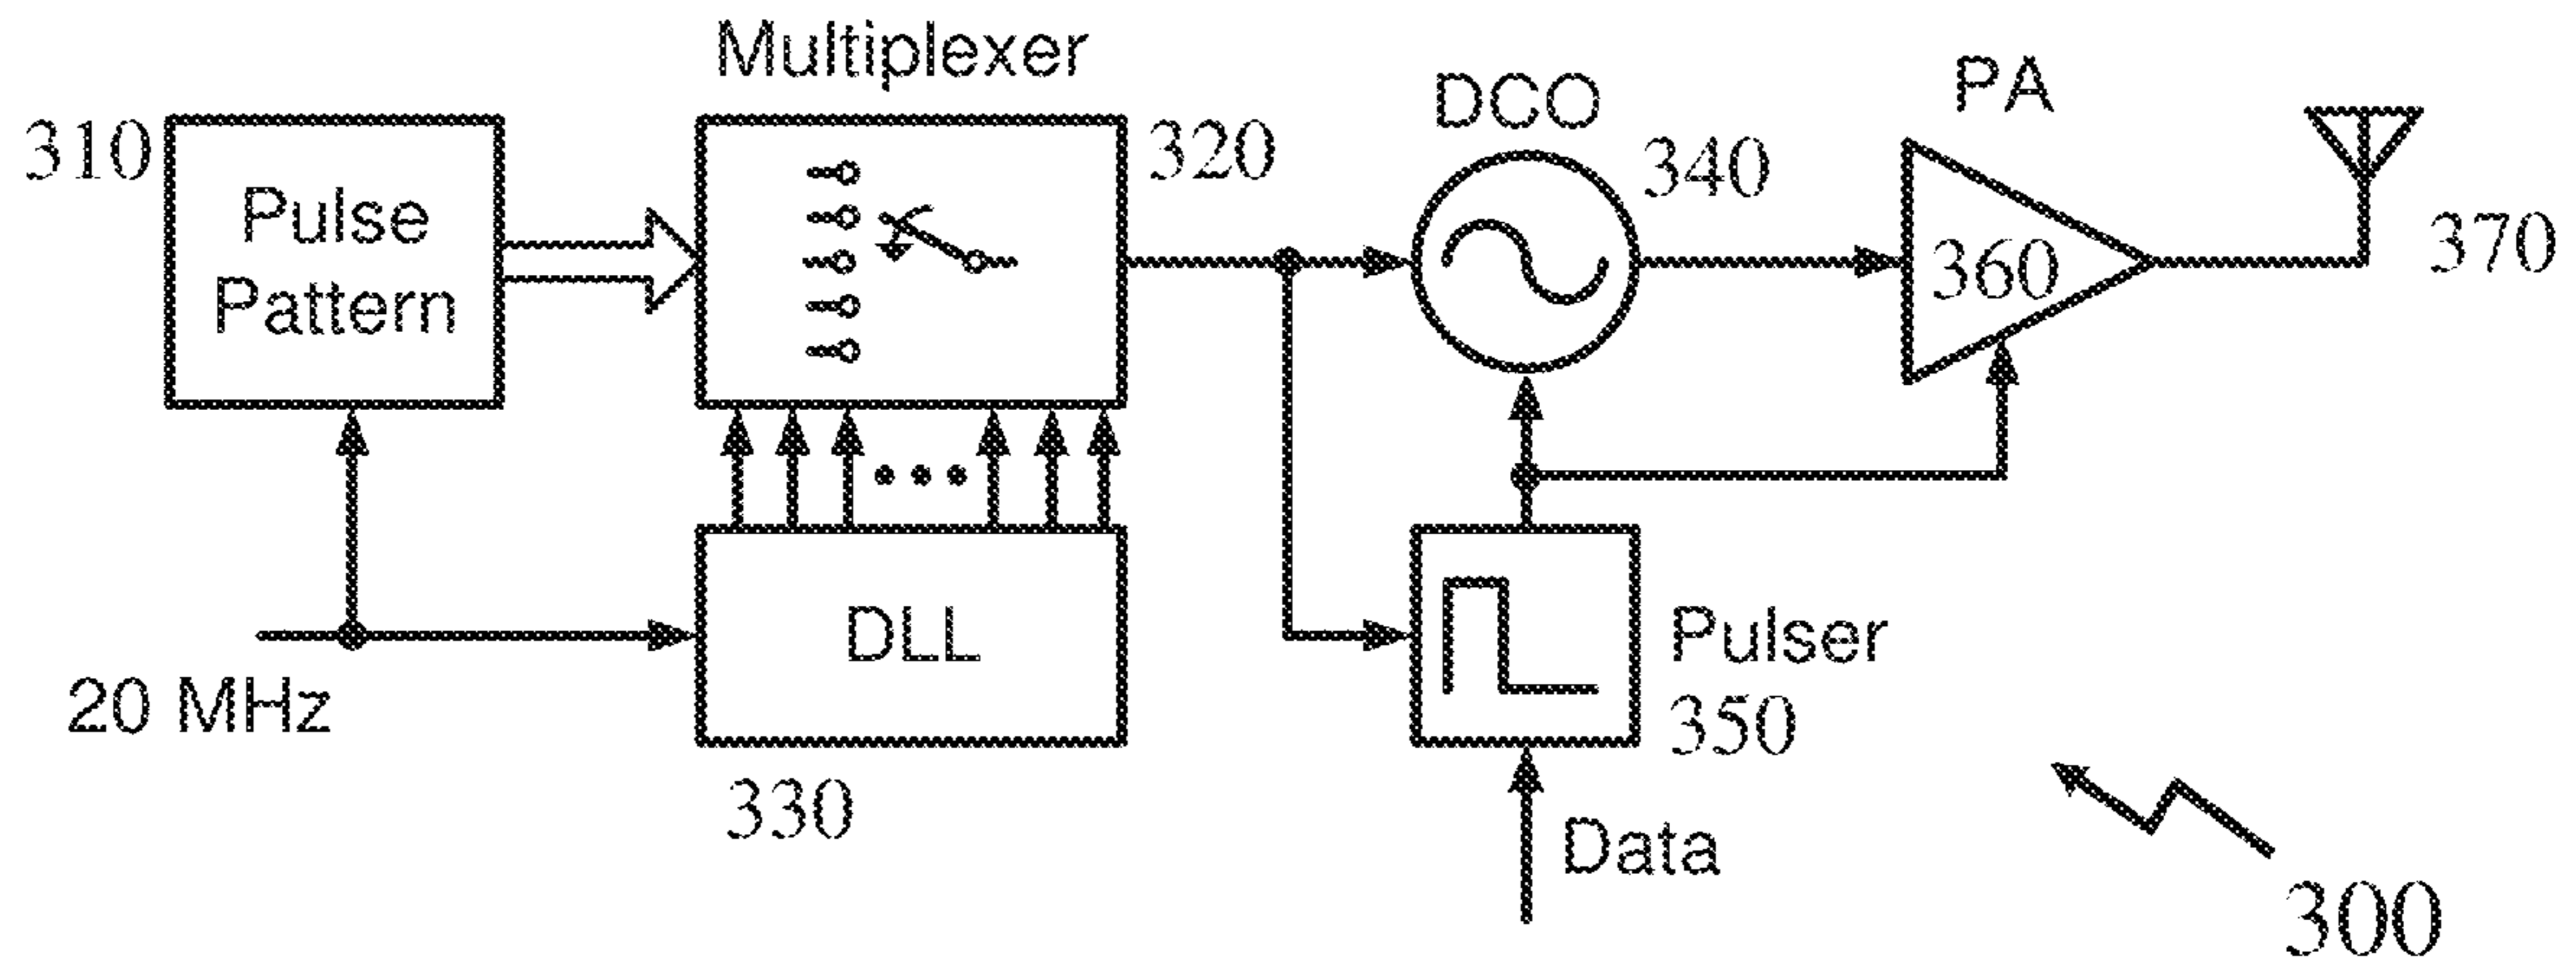 Multiplexer
DCO
PA
310
320
340
Pulse
Pattern
360
370
DLL
Pulser
20 MHz
350
330
Data
300